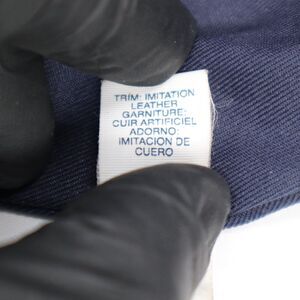 TRIM: IMITATION
LEATHER
GARNITURE:
CUIR ARTIFICIEL
ADORNO:
IMITACION DE
CUERO